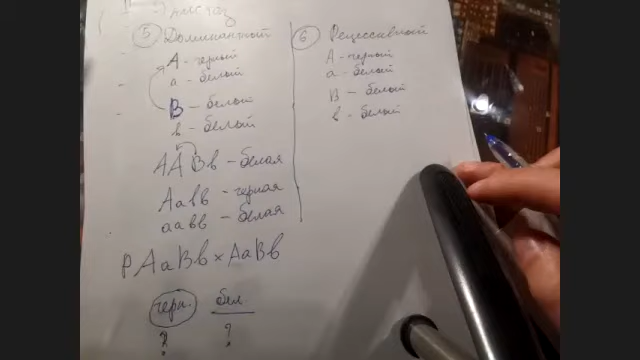 5 Доминантный
A - черный
a - белый
B - белый
b - белый
AABb - белая
Aabb - черная
aabb - белая
P AaBb × AaBb
черн. бел
? ?
6 Рецессивный
A - черный
a - белый
B - белый
b - белый